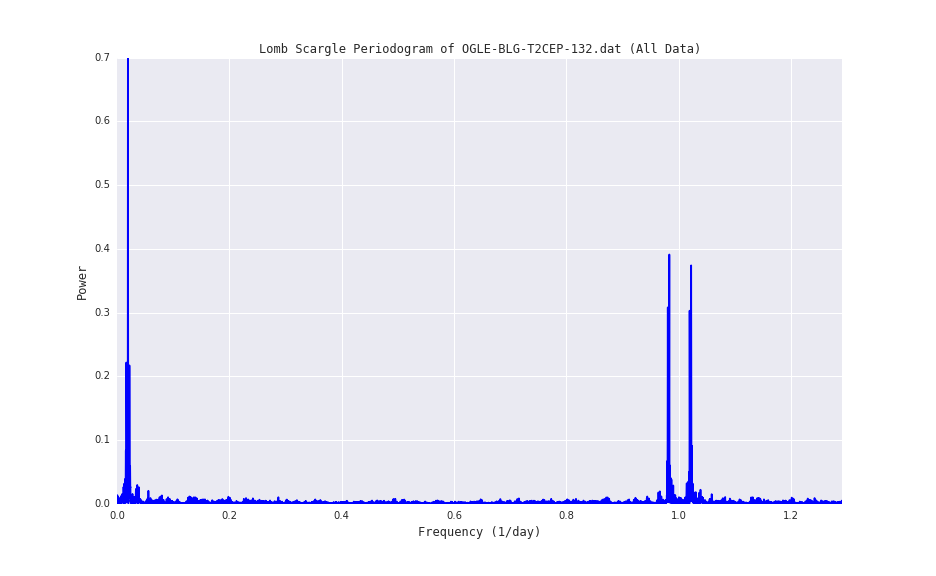 Lomb Scargle Periodogram of OGLE-BLG-T2CEP-132.dat (All Data)
0.7
0.6
0.5
0.4
0.3
0.2
0.1
0.0
Power
0.0 0.2 0.4 0.6 0.8 1.0 1.2
Frequency (1/day)